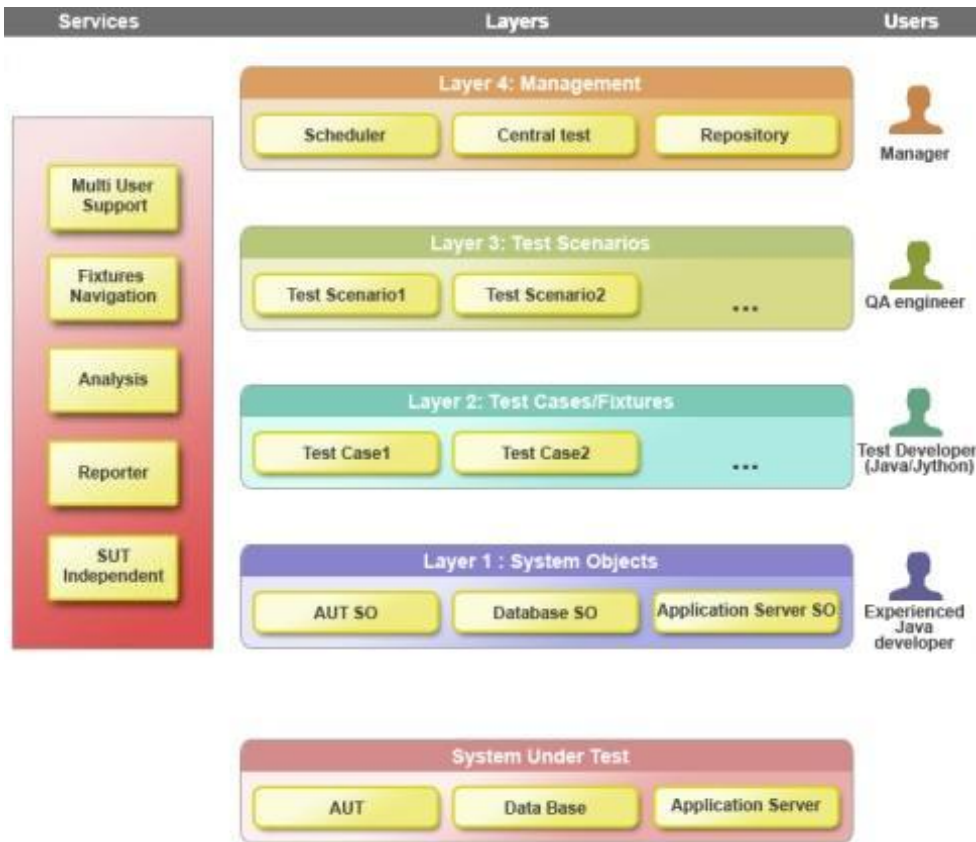 Services
Layers
Users
Layer 4: Management
Scheduler
Central test
Repository
Manager
Multi User
Support
Fixtures
Navigation
Analysis
Reporter
SUT
Independent
Layer 3: Test Scenarios
Test Scenario1
Test Scenario2
...
QA engineer
Layer 2: Test Cases/Fixtures
Test Case1
Test Case2
...
Test Developer
(Java/Jython)
Layer 1 : System Objects
AUT SO
Database SO
Application Server SO
Experienced
Java
developer
System Under Test
AUT
Data Base
Application Server